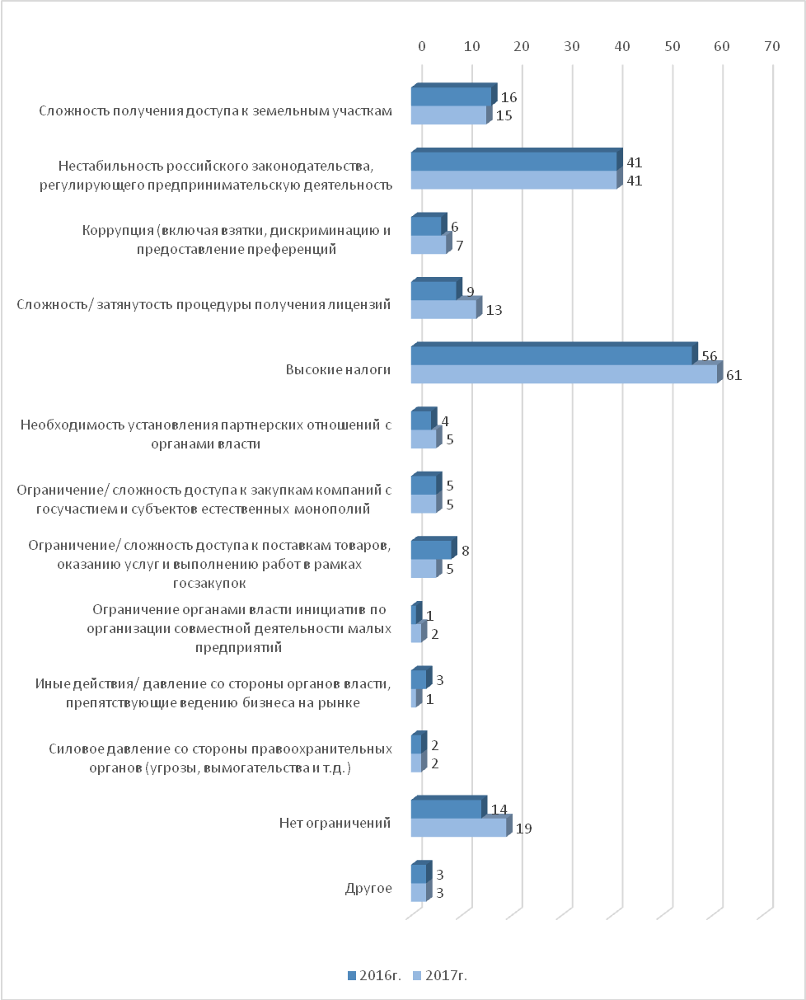 0 10 20 30 40 50 60 70
Сложность получения доступа к земельным участкам
16
15
Нестабильность российского законодательства,
регулирующего предпринимательскую деятельность
41
41
Коррупция (включая взятки, дискриминацию и
предоставление преференций
6
7
Сложность/ затянутость процедуры получения лицензий
9
13
Высокие налоги
56
61
Необходимость установления партнерских отношений с
органами власти
4
5
Ограничение/ сложность доступа к закупкам компаний с
госучастием и субъектов естественных монополий
5
5
Ограничение/ сложность доступа к поставкам товаров,
оказанию услуг и выполнению работ в рамках
госзакупок
8
5
Ограничение органами власти инициатив по
организации совместной деятельности малых
предприятий
1
2
Иные действия/ давление со стороны органов власти,
препятствующие ведению бизнеса на рынке
3
1
Силовое давление со стороны правоохранительных
органов (угрозы, вымогательства и т.д.)
2
2
Нет ограничений
14
19
Другое
3
3
2016г. 2017г.